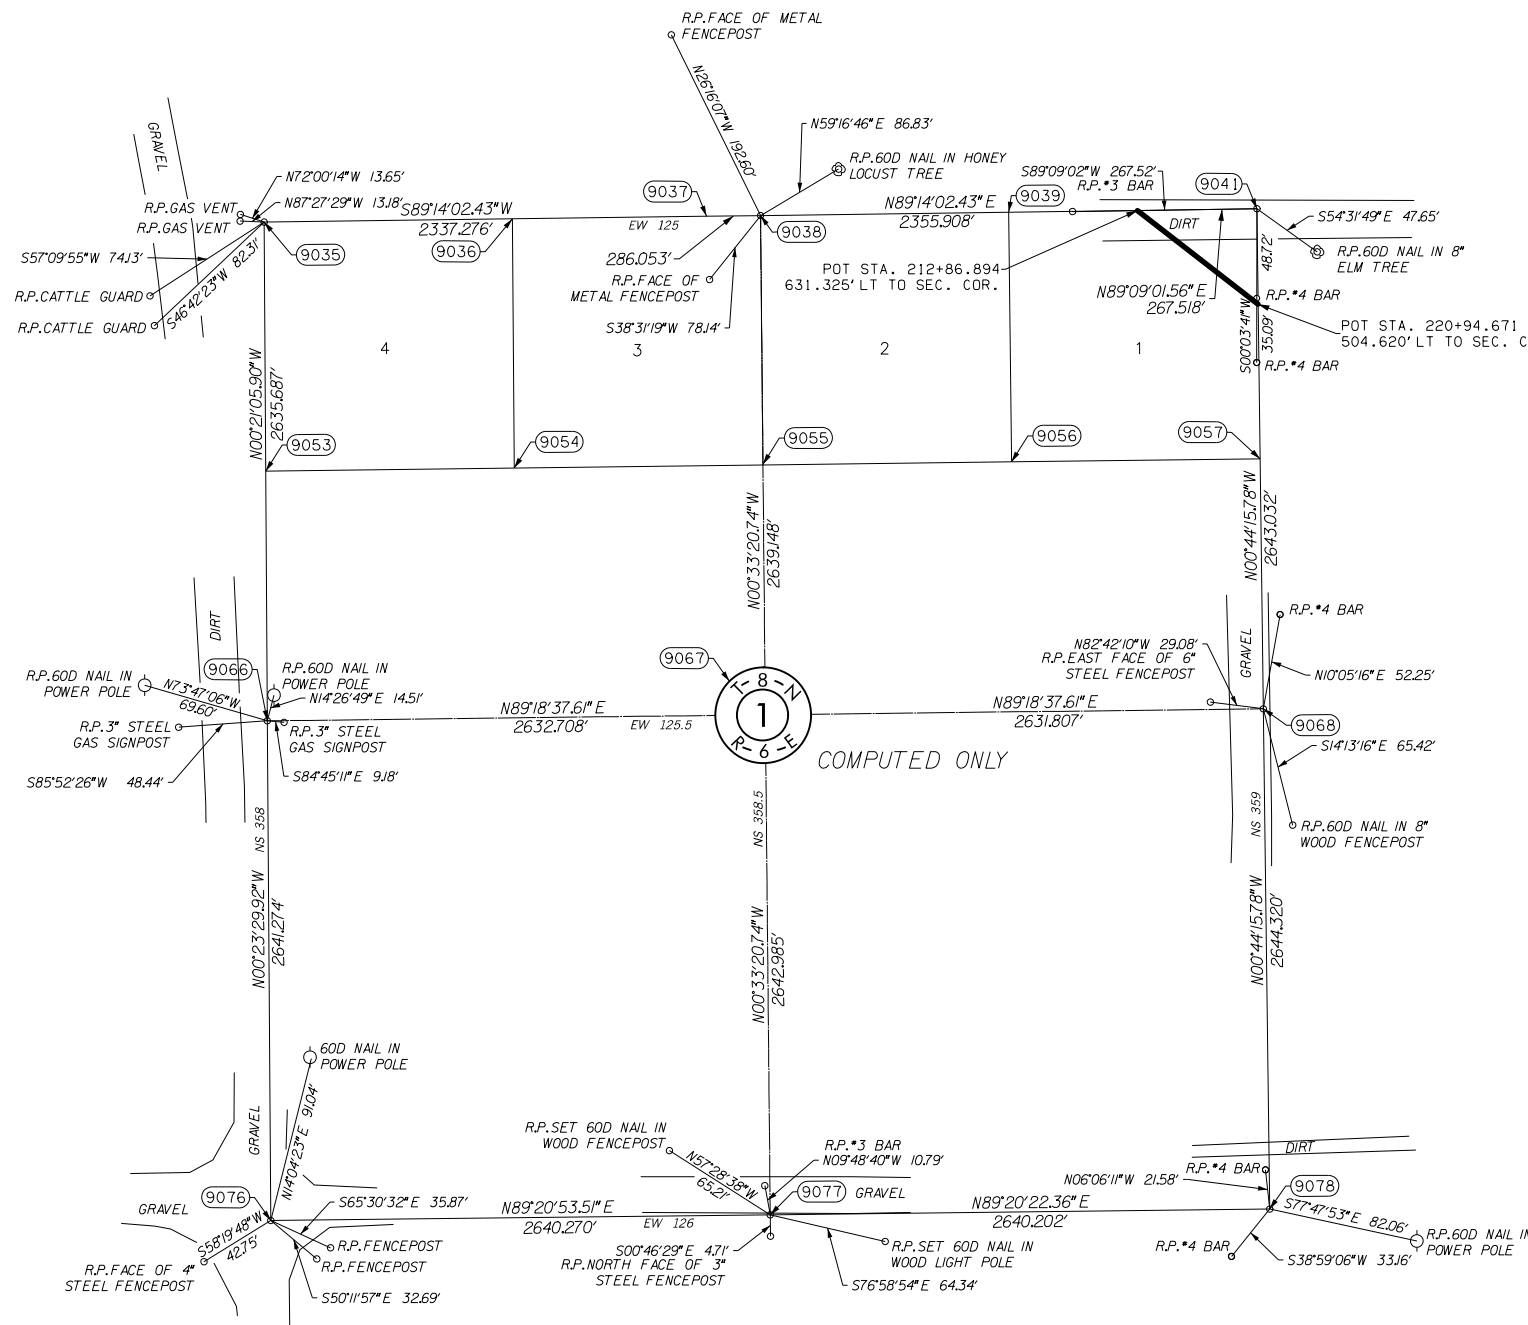 R.P. FACE OF METAL
FENCEPOST
N26°16'07"W 192.60'
GRAVEL
N59°16'46"E 86.83'
R.P. 60D NAIL IN HONEY
LOCUST TREE
S89°09'02"W 267.52'
R.P. #3 BAR
9041
9039
9037
9038
N72°00'14"W 13.65'
N87°27'29"W 13.18'
R.P. GAS VENT
R.P. GAS VENT
S89°14'02.43"W
2337.276'
EW 125
286.053'
N89°14'02.43"E
2355.908'
DIRT
S54°31'49"E 47.65'
R.P. 60D NAIL IN 8"
ELM TREE
S57°09'55"W 74.13'
S46°42'23"W 82.31'
9035
9036
R.P. CATTLE GUARD
R.P. CATTLE GUARD
R.P. FACE OF
METAL FENCEPOST
S38°31'19"W 78.14'
POT STA. 212+86.894
631.325' LT TO SEC. COR.
N89°09'01.56"E
267.518'
48.72'
S00°03'41"W
35.09'
R.P. #4 BAR
R.P. #4 BAR
POT STA. 220+94.671
504.620' LT TO SEC. C
4
3
2
1
N00°21'05.90"W
2635.687'
9053
9054
9055
9056
9057
N00°33'20.74"W
2639.148'
N00°44'15.78"W
2643.032'
DIRT
R.P. 60D NAIL IN
POWER POLE
N73°47'06"W
69.60'
9066
R.P. 60D NAIL IN
POWER POLE
N14°26'49"E 14.51'
R.P. 3" STEEL
GAS SIGNPOST
R.P. 3" STEEL
GAS SIGNPOST
S85°52'26"W 48.44'
S84°45'11"E 9.18'
N89°18'37.61"E
2632.708'
EW 125.5
9067
T-8-N
1
R-6-E
COMPUTED ONLY
N89°18'37.61"E
2631.807'
N82°42'10"W 29.08'
R.P. EAST FACE OF 6"
STEEL FENCEPOST
GRAVEL
R.P. #4 BAR
N10°05'16"E 52.25'
9068
S14°13'16"E 65.42'
R.P. 60D NAIL IN 8"
WOOD FENCEPOST
NS 358
NS 358.5
NS 359
N00°23'29.92"W
2641.274'
N00°33'20.74"W
2642.985'
N00°44'15.78"W
2644.320'
60D NAIL IN
POWER POLE
N14°04'23"E 91.04'
GRAVEL
GRAVEL
9076
S58°19'48"W
42.75'
R.P. FACE OF 4"
STEEL FENCEPOST
S65°30'32"E 35.87'
R.P. FENCEPOST
R.P. FENCEPOST
S50°11'57"E 32.69'
R.P. SET 60D NAIL IN
WOOD FENCEPOST
N57°28'38"W
65.21'
R.P. #3 BAR
N09°48'40"W 10.79'
9077
GRAVEL
N89°20'53.51"E
2640.270'
EW 126
N89°20'22.36"E
2640.202'
S00°46'29"E 4.71'
R.P. NORTH FACE OF 3"
STEEL FENCEPOST
R.P. SET 60D NAIL IN
WOOD LIGHT POLE
S76°58'54"E 64.34'
DIRT
R.P. #4 BAR
N06°06'11"W 21.58'
9078
S77°47'53"E 82.06'
R.P. 60D NAIL IN
POWER POLE
R.P. #4 BAR
S38°59'06"W 33.16'